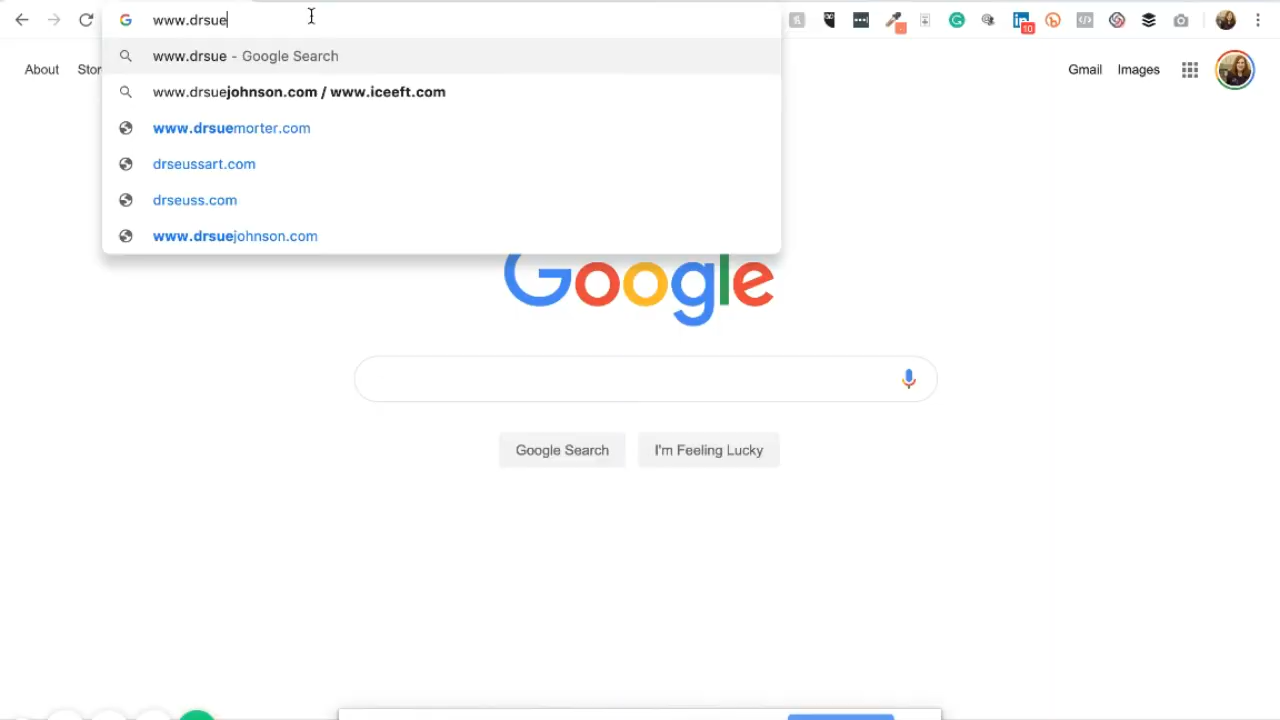 www.drsue
www.drsue - Google Search
www.drsuejohnson.com / www.iceeft.com
www.drsuemorter.com
drseussart.com
drseuss.com
www.drsuejohnson.com
10
About
Gmail Images
Google
Google Search I'm Feeling Lucky